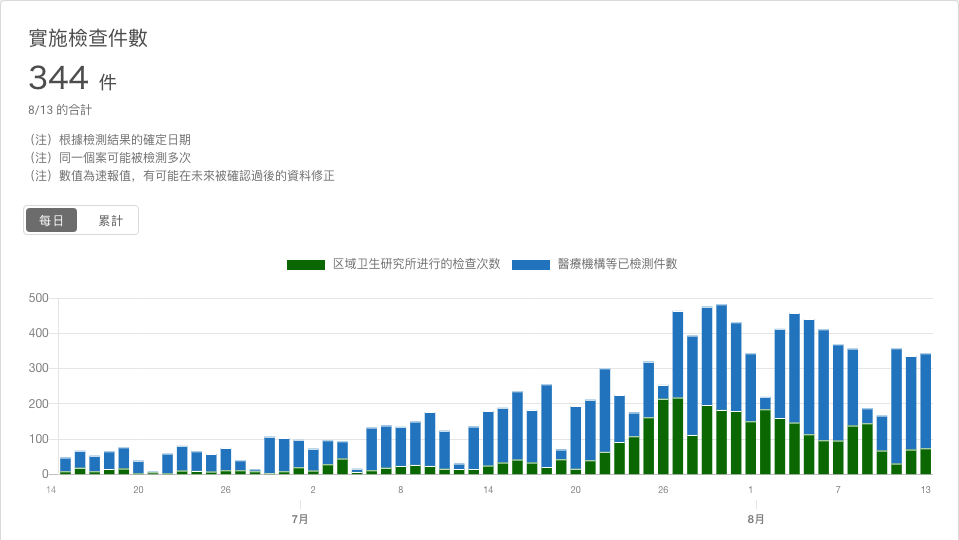 實施檢查件數
344 件
8/13 的合計
（注）根據檢測結果的確定日期
（注）同一個案可能被檢測多次
（注）數值為速報值，有可能在未來被確認過後的資料修正
每日 累計
区域卫生研究所进行的检查次数 醫療機構等已檢測件數
500
400
300
200
100
0
14 20 26 2 8 14 20 26 1 7 13
7月 8月